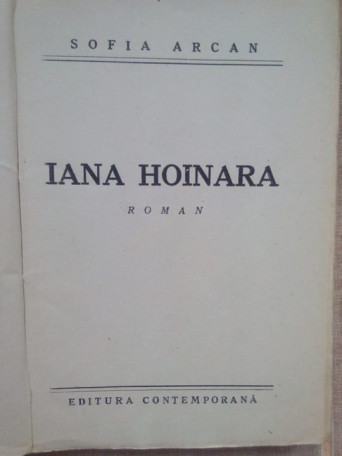 SOFIA ARCAN
IANA HOINARA
ROMAN
EDITURA CONTEMPORANĂ